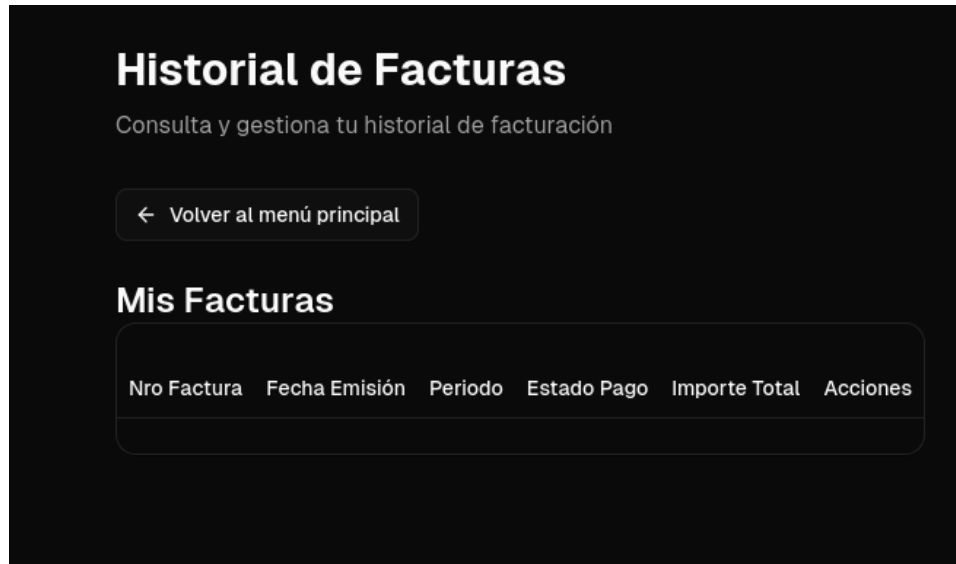 Historial de Facturas
Consulta y gestiona tu historial de facturación
← Volver al menú principal
Mis Facturas
Nro Factura Fecha Emisión Periodo Estado Pago Importe Total Acciones